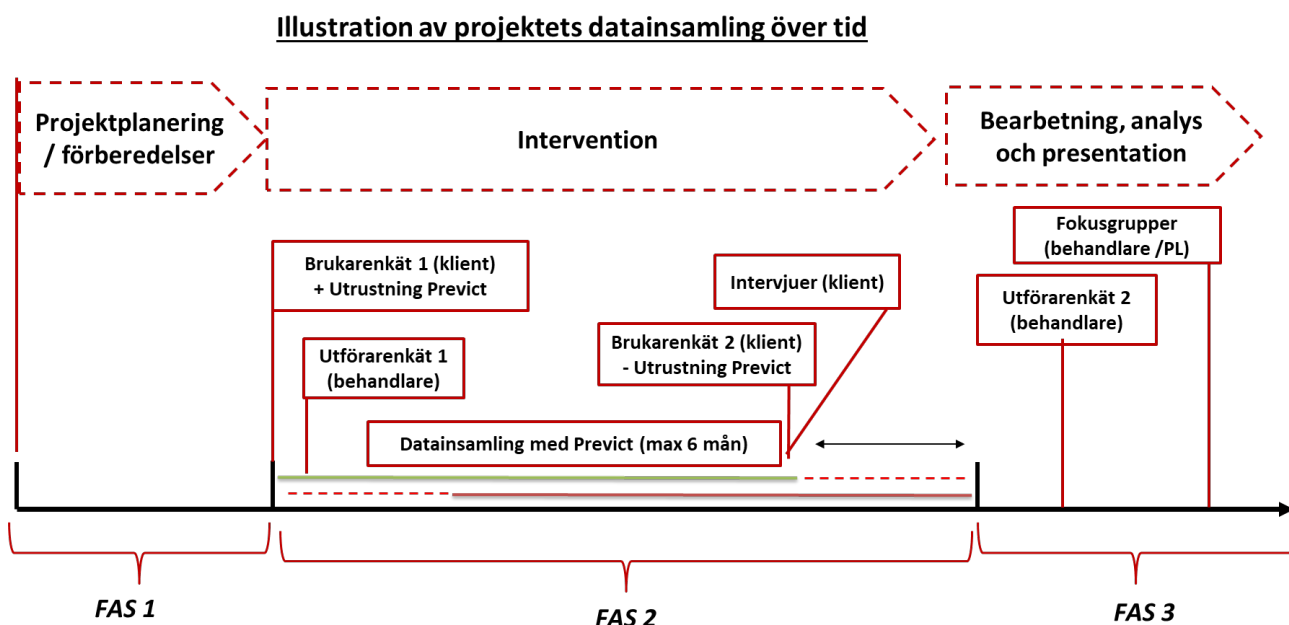 Illustration av projektets datainsamling över tid
Projektplanering
/ förberedelser
Intervention
Bearbetning, analys
och presentation
Brukarenkät 1 (klient)
+ Utrustning Previct
Utförarenkät 1
(behandlare)
Datainsamling med Previct (max 6 mån)
Brukarenkät 2 (klient)
- Utrustning Previct
Intervjuer (klient)
Fokusgrupper
(behandlare /PL)
Utförarenkät 2
(behandlare)
FAS 1
FAS 2
FAS 3